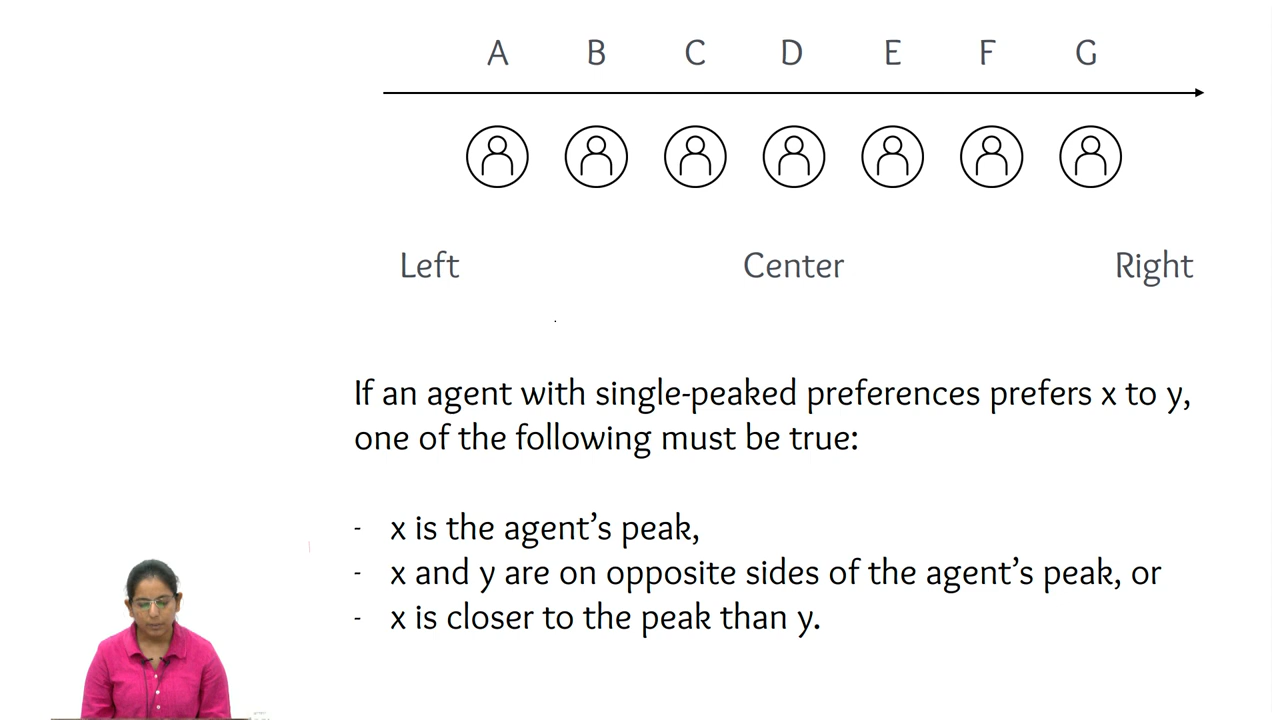 A B C D E F G
Left Center Right
If an agent with single-peaked preferences prefers x to y,
one of the following must be true:
- x is the agent’s peak,
- x and y are on opposite sides of the agent’s peak, or
- x is closer to the peak than y.